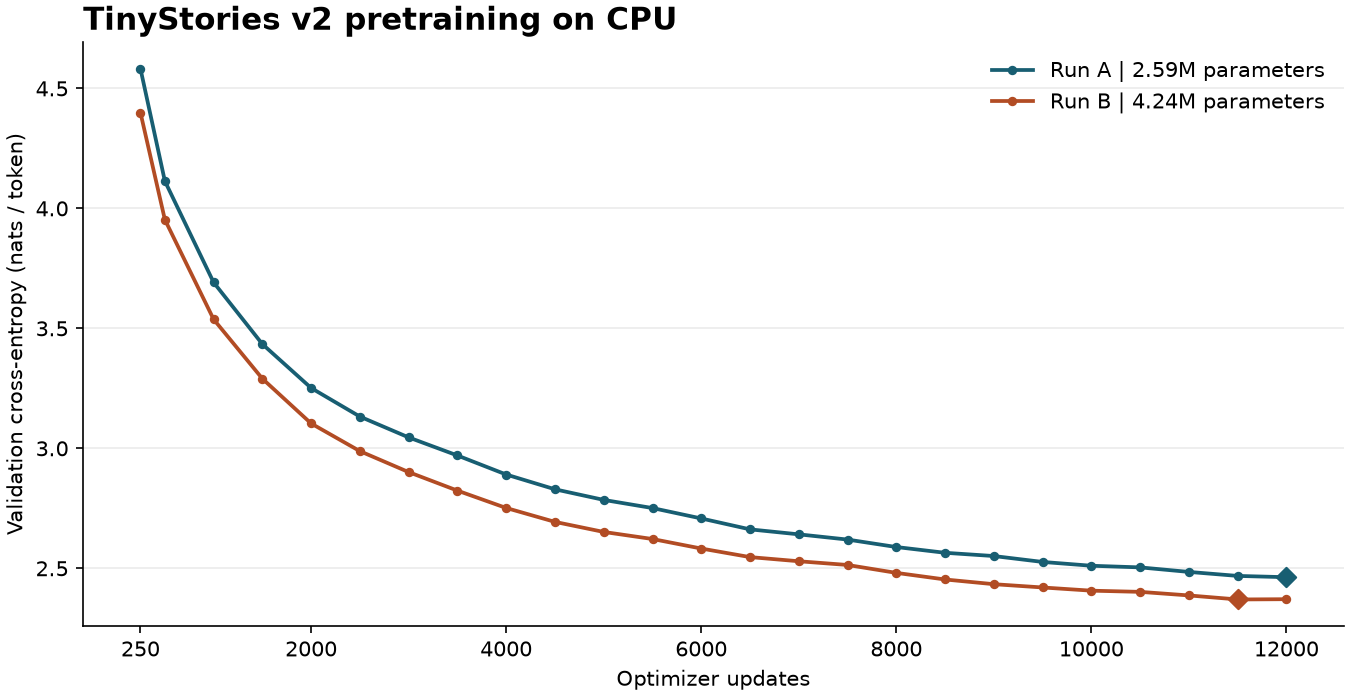 TinyStories v2 pretraining on CPU
Run A | 2.59M parameters
Run B | 4.24M parameters
Validation cross-entropy (nats / token)
4.5
4.0
3.5
3.0
2.5
250 2000 4000 6000 8000 10000 12000
Optimizer updates